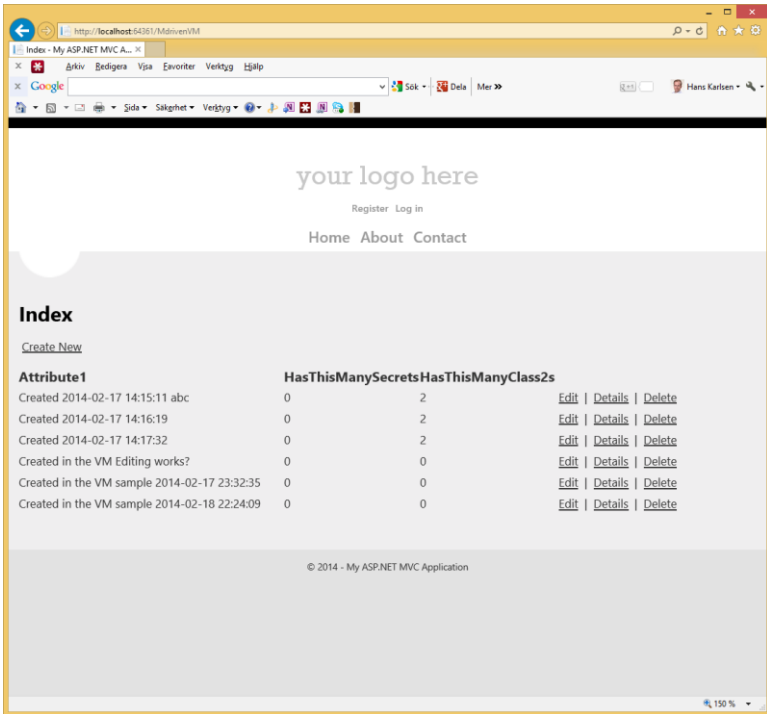 http://localhost:64361/MdrivenVM
Index - My ASP.NET MVC A...
Arkiv Redigera Visa Favoriter Verktyg Hjälp
Google Sök Dela Mer » Hans Karlsen
Sida Säkerhet Verktyg
your logo here
Register Log in
Home About Contact
Index
Create New
Attribute1 HasThisManySecretsHasThisManyClass2s
Created 2014-02-17 14:15:11 abc 0 2 Edit | Details | Delete
Created 2014-02-17 14:16:19 0 2 Edit | Details | Delete
Created 2014-02-17 14:17:32 0 2 Edit | Details | Delete
Created in the VM Editing works? 0 0 Edit | Details | Delete
Created in the VM sample 2014-02-17 23:32:35 0 0 Edit | Details | Delete
Created in the VM sample 2014-02-18 22:24:09 0 0 Edit | Details | Delete
© 2014 - My ASP.NET MVC Application
150 %